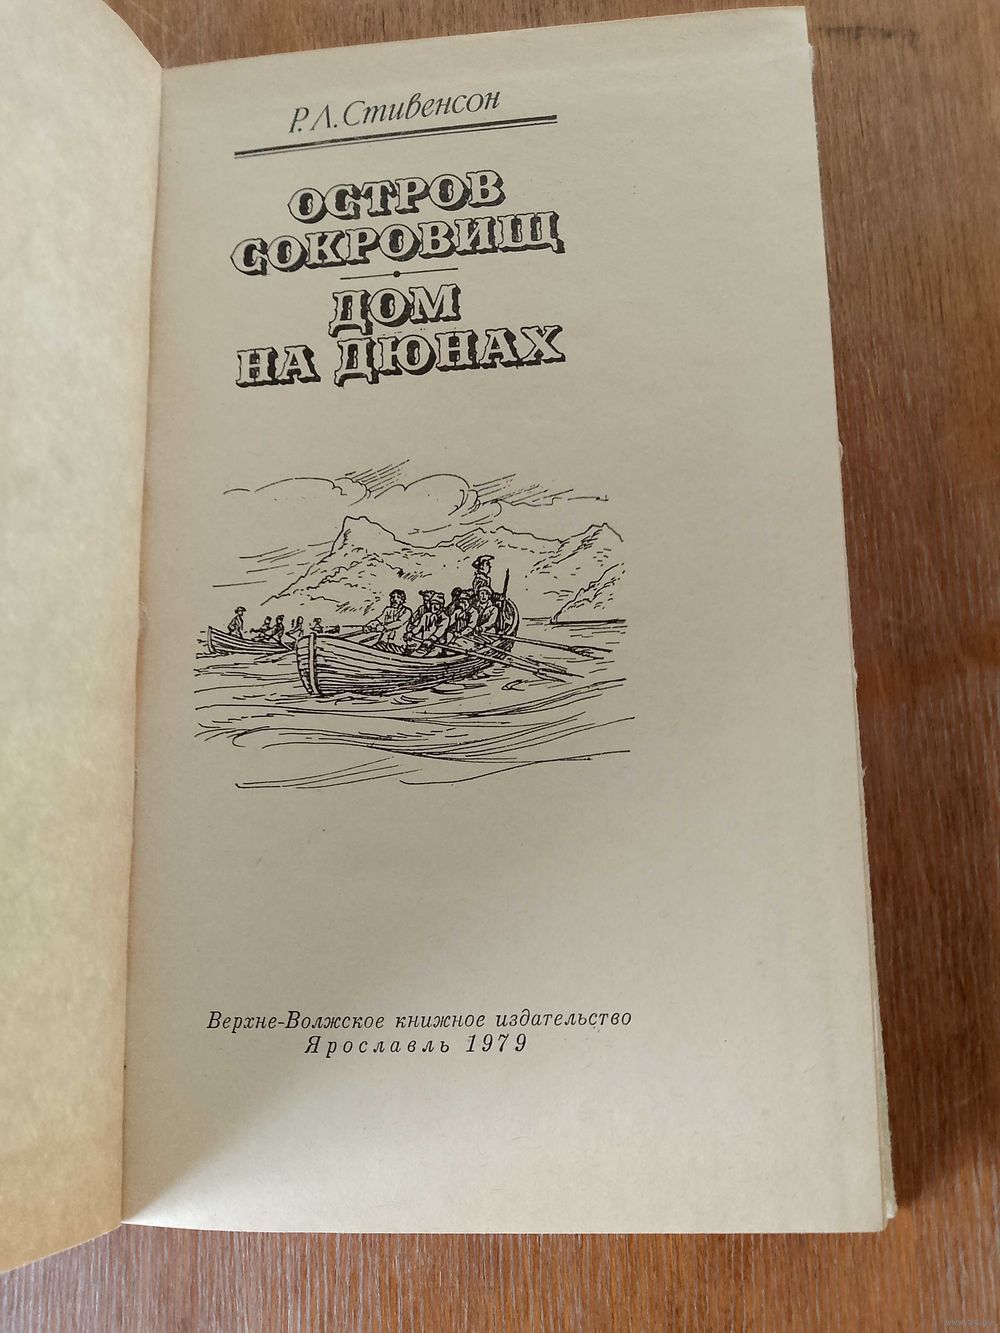 Р. Л. Стивенсон
ОСТРОВ
СОКРОВИЩ
ДОМ
НА ДЮНАХ
Верхне-Волжское книжное издательство
Ярославль 1979